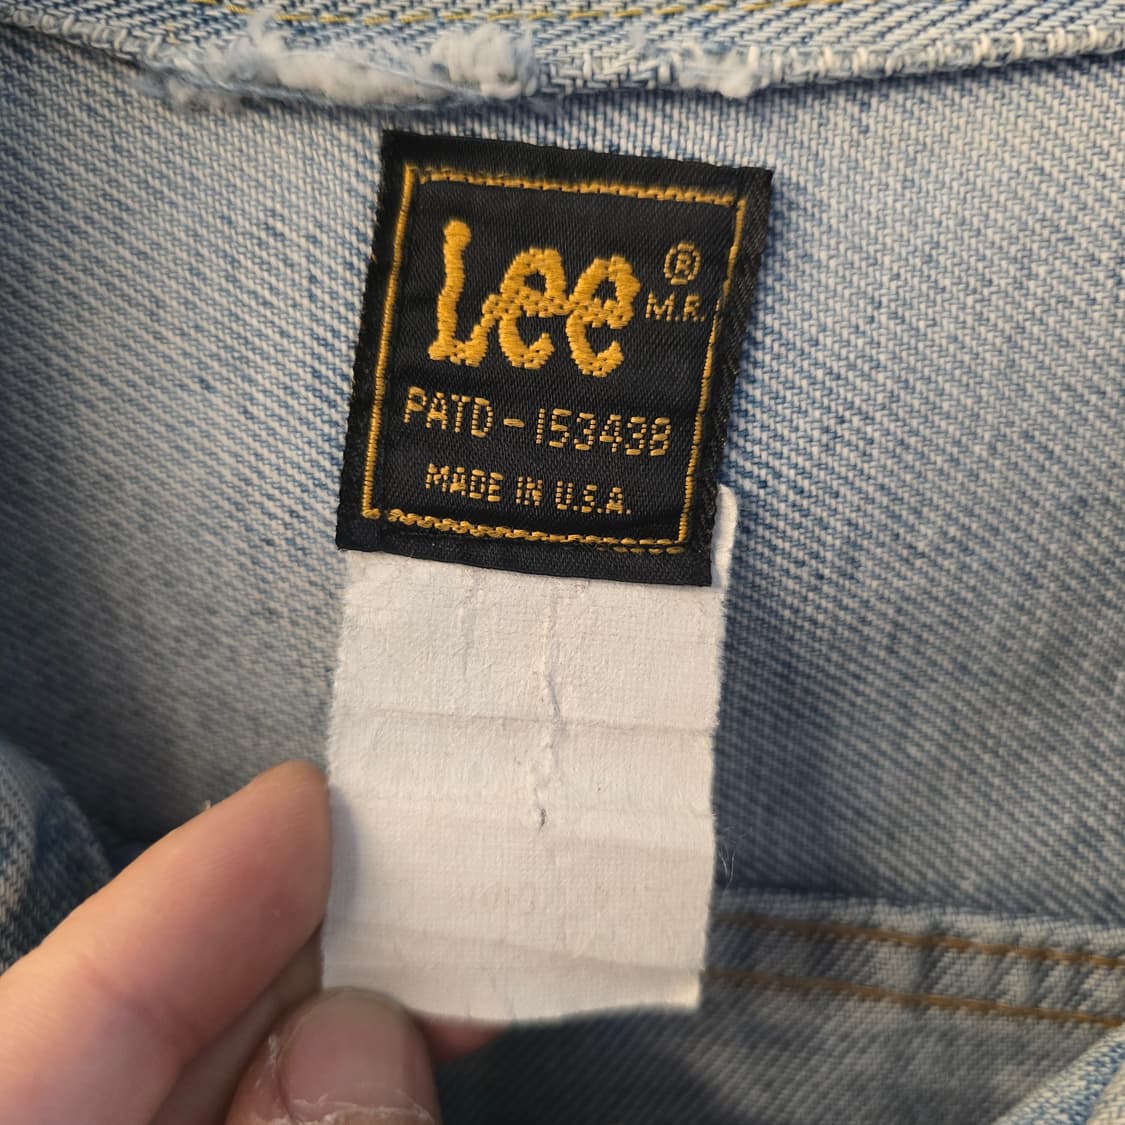 Lee ®
M.R.
PATD-153438
MADE IN U.S.A.